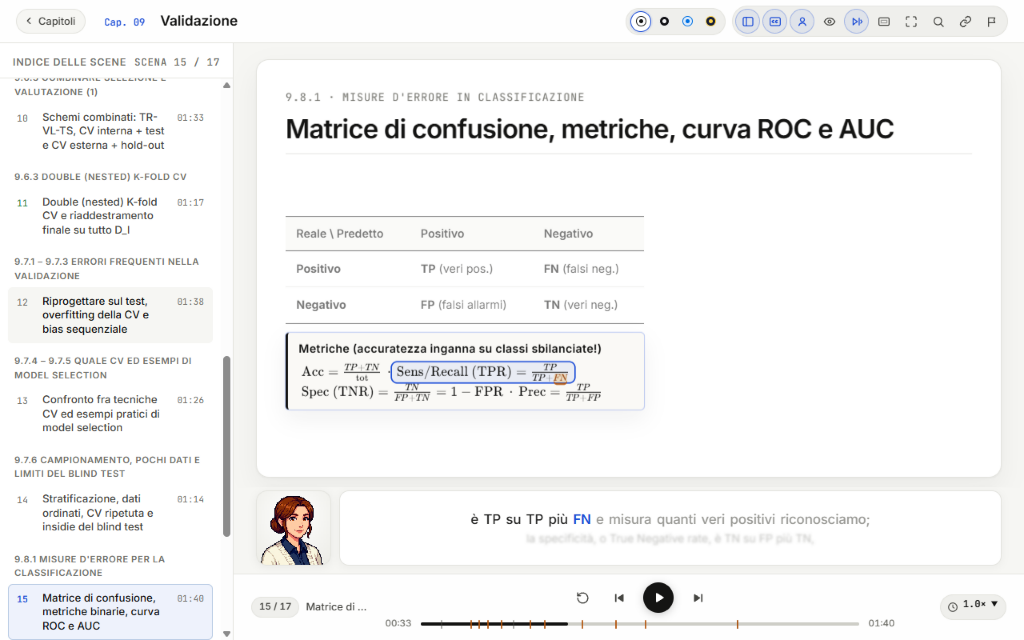 Capitoli
Cap. 09
Validazione
INDICE DELLE SCENE
SCENA 15 / 17
VALUTAZIONE (1)
10
Schemi combinati: TR-
VL-TS, CV interna + test
e CV esterna + hold-out
01:33
9.6.3 DOUBLE (NESTED) K-FOLD CV
11
Double (nested) K-fold
CV e riaddestramento
finale su tutto D_I
01:17
9.7.1 – 9.7.3 ERRORI FREQUENTI NELLA
VALIDAZIONE
12
Riprogettare sul test,
overfitting della CV e
bias sequenziale
01:38
9.7.4 – 9.7.5 QUALE CV ED ESEMPI DI
MODEL SELECTION
13
Confronto fra tecniche
CV ed esempi pratici di
model selection
01:26
9.7.6 CAMPIONAMENTO, POCHI DATI E
LIMITI DEL BLIND TEST
14
Stratificazione, dati
ordinati, CV ripetuta e
insidie del blind test
01:14
9.8.1 MISURE D'ERRORE PER LA
CLASSIFICAZIONE
15
Matrice di confusione,
metriche binarie, curva
ROC e AUC
01:40
9.8.1 · MISURE D'ERRORE IN CLASSIFICAZIONE
Matrice di confusione, metriche, curva ROC e AUC
Reale \ Predetto Positivo Negativo
Positivo TP (veri pos.) FN (falsi neg.)
Negativo FP (falsi allarmi) TN (veri neg.)
Metriche (accuratezza inganna su classi sbilanciate!)
Acc = TP+TN / tot · Sens/Recall (TPR) = TP / TP+FN
Spec (TNR) = TN / FP+TN = 1 − FPR · Prec = TP / TP+FP
è TP su TP più FN e misura quanti veri positivi riconosciamo;
la specificità, o True Negative rate, è TN su FP più TN,
15 / 17
Matrice di ...
00:33
01:40
1.0×